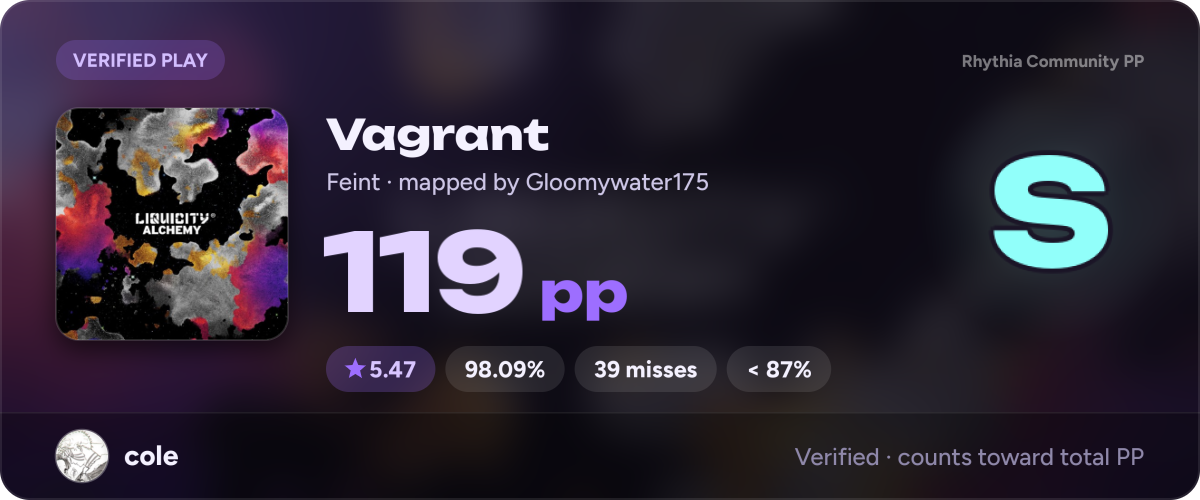 VERIFIED PLAY
Rhythia Community PP
LIQUICITY®
ALCHEMY
Vagrant
Feint · mapped by Gloomywater175
119 pp
S
★ 5.47
98.09%
39 misses
< 87%
cole
Verified · counts toward total PP